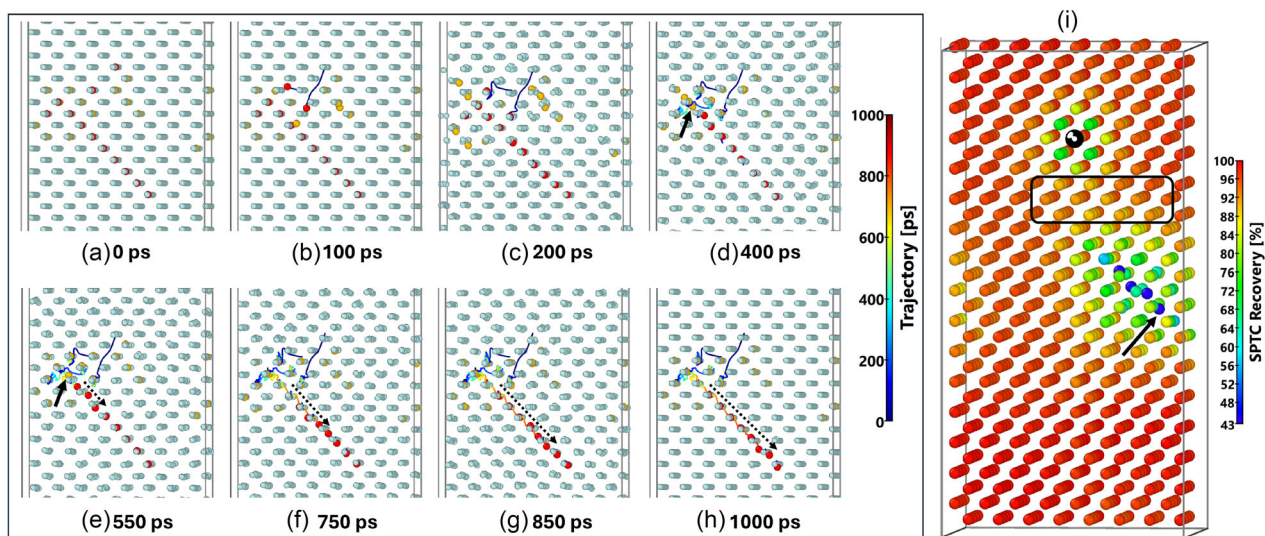 (a) 0 ps
(b) 100 ps
(c) 200 ps
(d) 400 ps
(e) 550 ps
(f) 750 ps
(g) 850 ps
(h) 1000 ps
1000
800
600
400
200
0
Trajectory [ps]
(i)
100
96
92
88
84
80
76
72
68
64
60
56
52
48
43
SPTC Recovery [%]